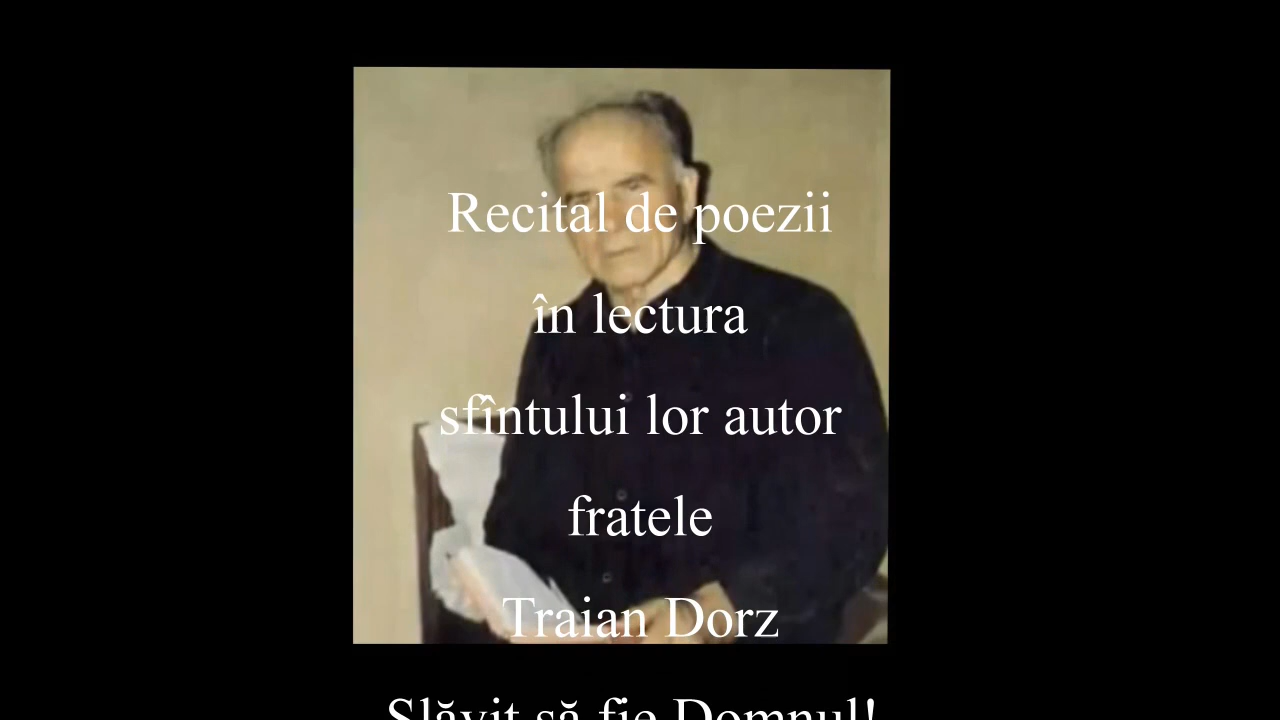 Recital de poezii
în lectura
sfîntului lor autor
fratele
Traian Dorz
Slăvit să fie Domnul!